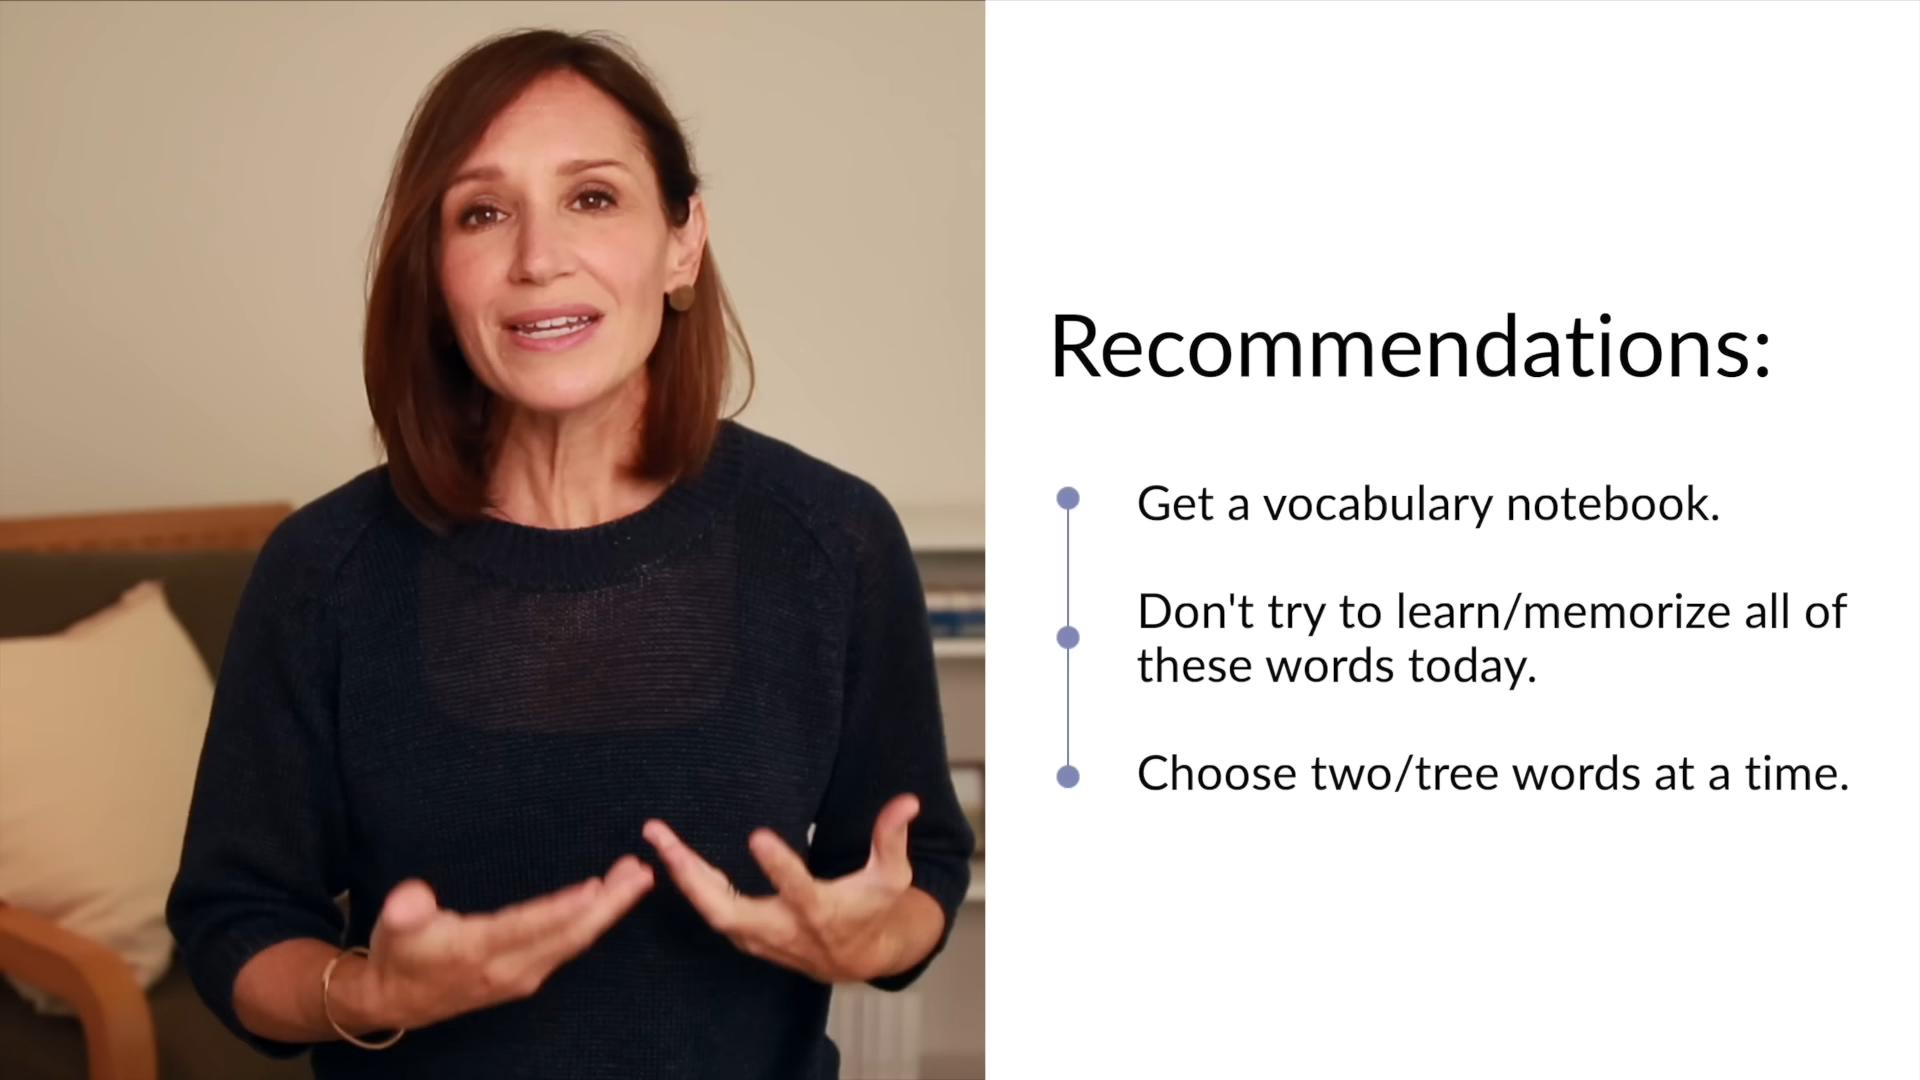 Recommendations:
Get a vocabulary notebook.
Don't try to learn/memorize all of
these words today.
Choose two/tree words at a time.